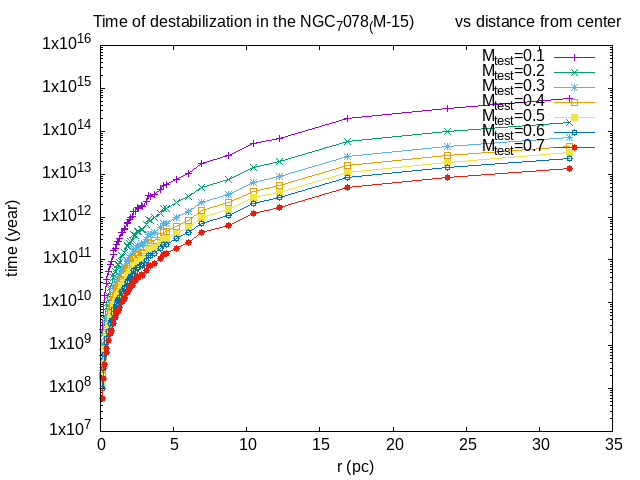 Time of destabilization in the NGC7078(M-15) vs distance from center
1x10^16
1x10^15
1x10^14
1x10^13
1x10^12
1x10^11
1x10^10
1x10^9
1x10^8
1x10^7
time (year)
Mtest=0.1
Mtest=0.2
Mtest=0.3
Mtest=0.4
Mtest=0.5
Mtest=0.6
Mtest=0.7
0 5 10 15 20 25 30 35
r (pc)